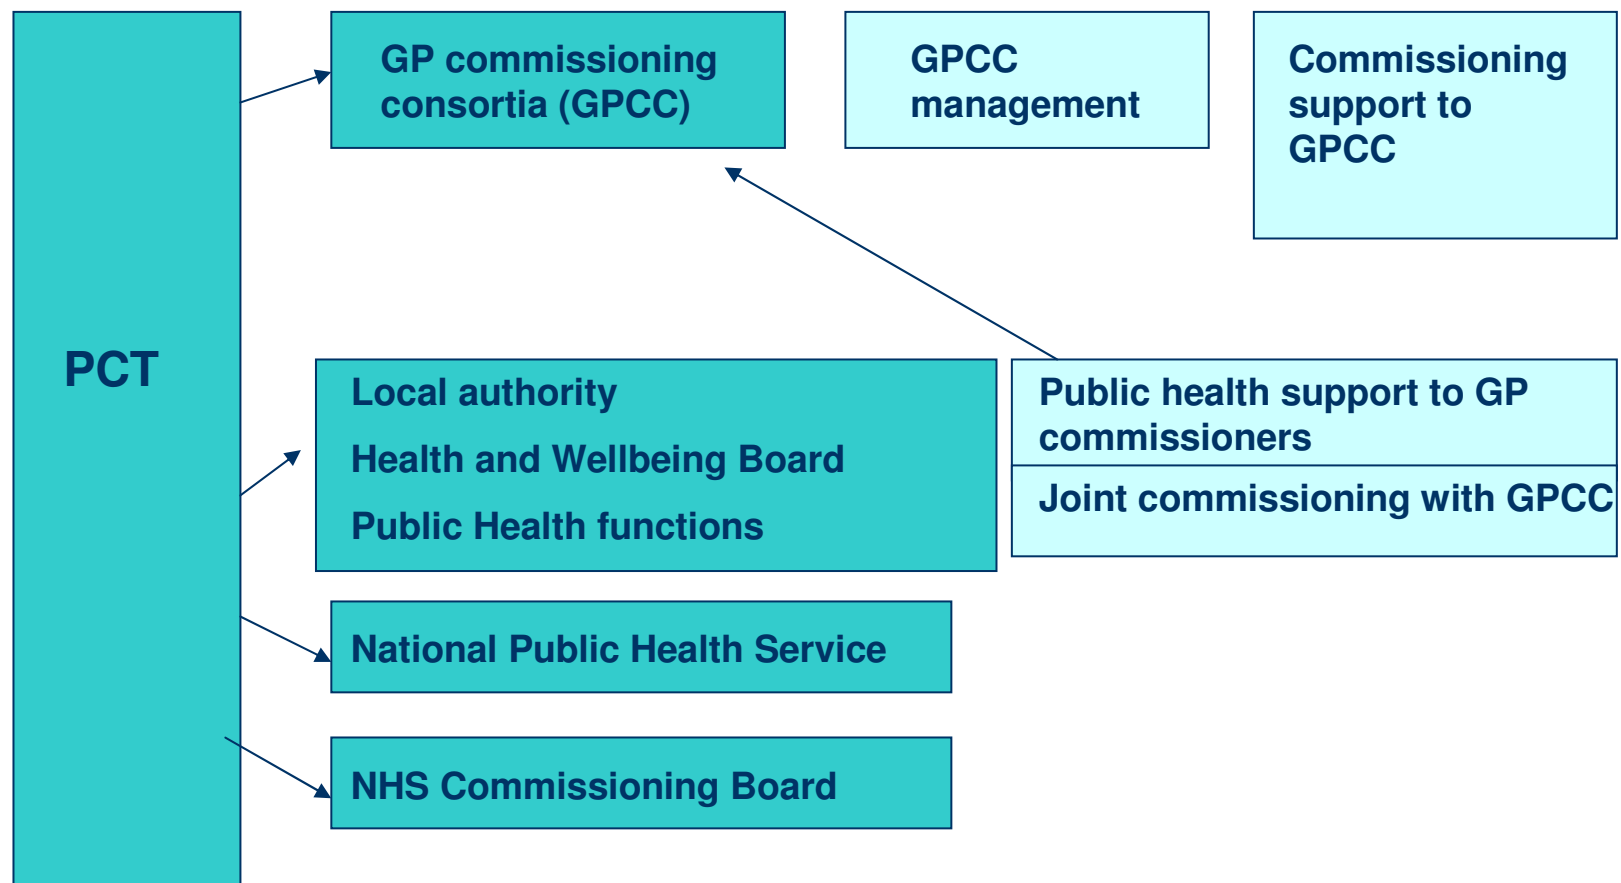 PCT
GP commissioning
consortia (GPCC)
GPCC
management
Commissioning
support to
GPCC
Local authority
Health and Wellbeing Board
Public Health functions
Public health support to GP
commissioners
Joint commissioning with GPCC
National Public Health Service
NHS Commissioning Board